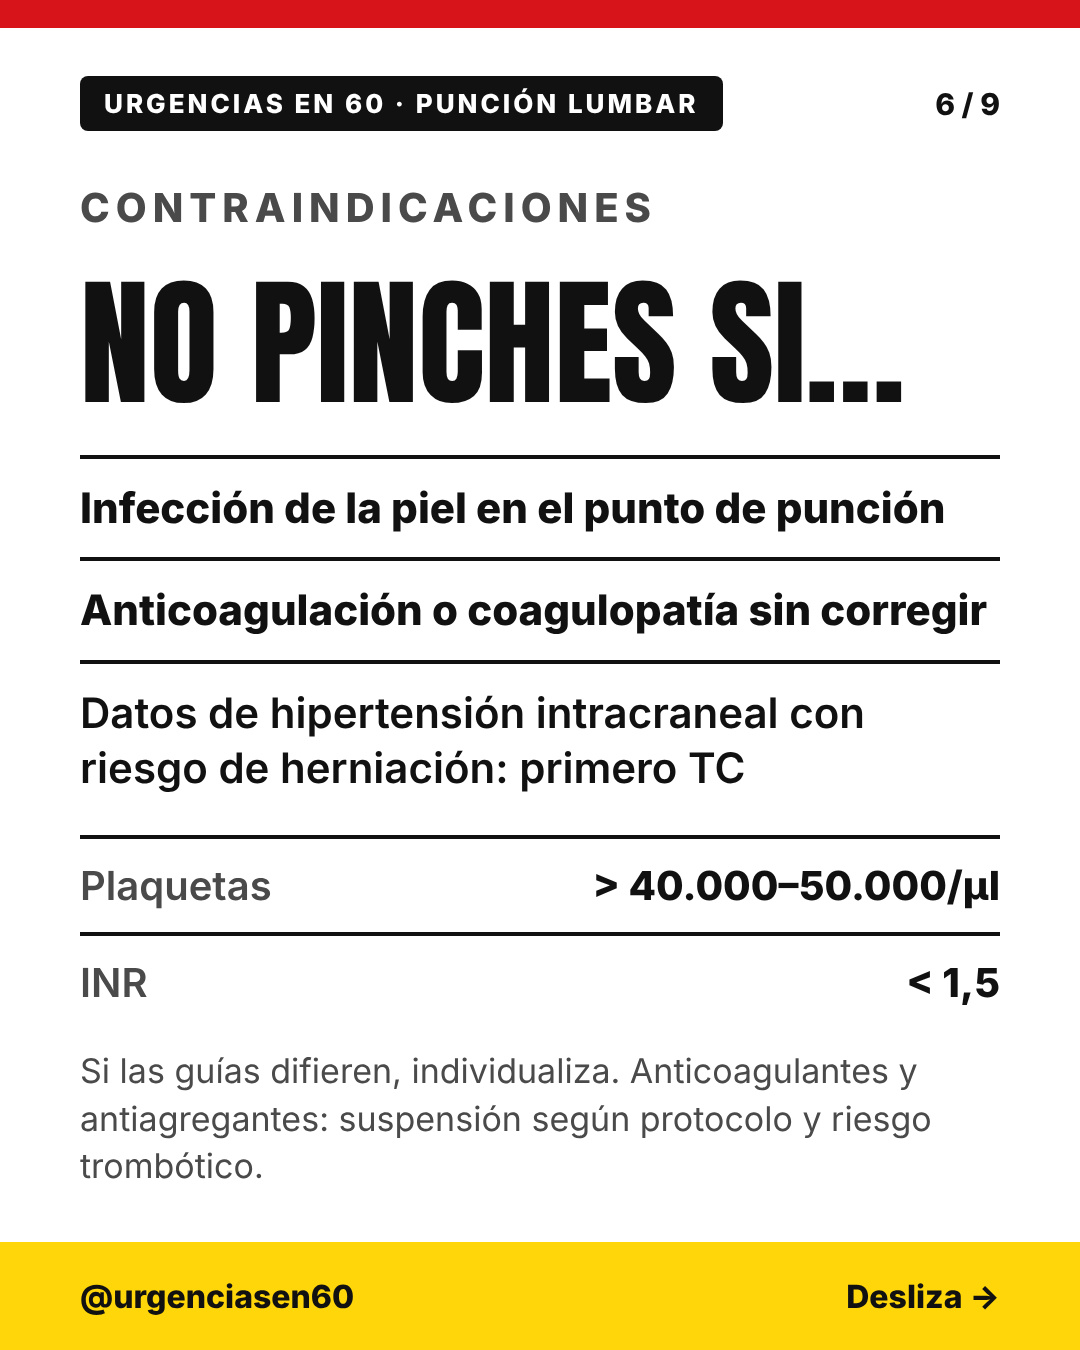 URGENCIAS EN 60 · PUNCIÓN LUMBAR
6 / 9
CONTRAINDICACIONES
NO PINCHES SI...
Infección de la piel en el punto de punción
Anticoagulación o coagulopatía sin corregir
Datos de hipertensión intracraneal con
riesgo de herniación: primero TC
Plaquetas > 40.000–50.000/µl
INR < 1,5
Si las guías difieren, individualiza. Anticoagulantes y
antiagregantes: suspensión según protocolo y riesgo
trombótico.
@urgenciasen60
Desliza →